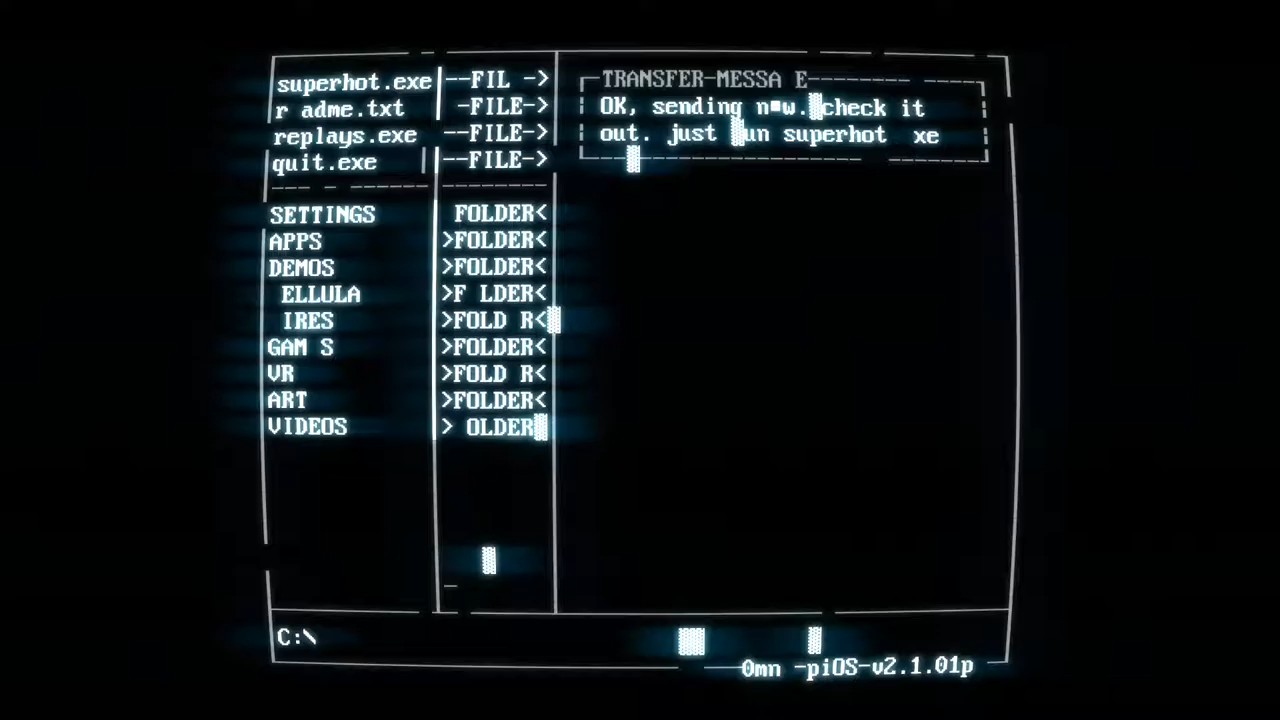 superhot.exe --FIL ->
r adme.txt -FILE->
replays.exe --FILE->
quit.exe --FILE->
SETTINGS FOLDER<
APPS >FOLDER<
DEMOS >FOLDER<
ELLULA >F LDER<
IRES >FOLD R<
GAM S >FOLDER<
VR >FOLD R<
ART >FOLDER<
VIDEOS > OLDER
TRANSFER-MESSA E
OK, sending n▪w. check it
out. just un superhot xe
C:\
0mn -piOS-v2.1.01p